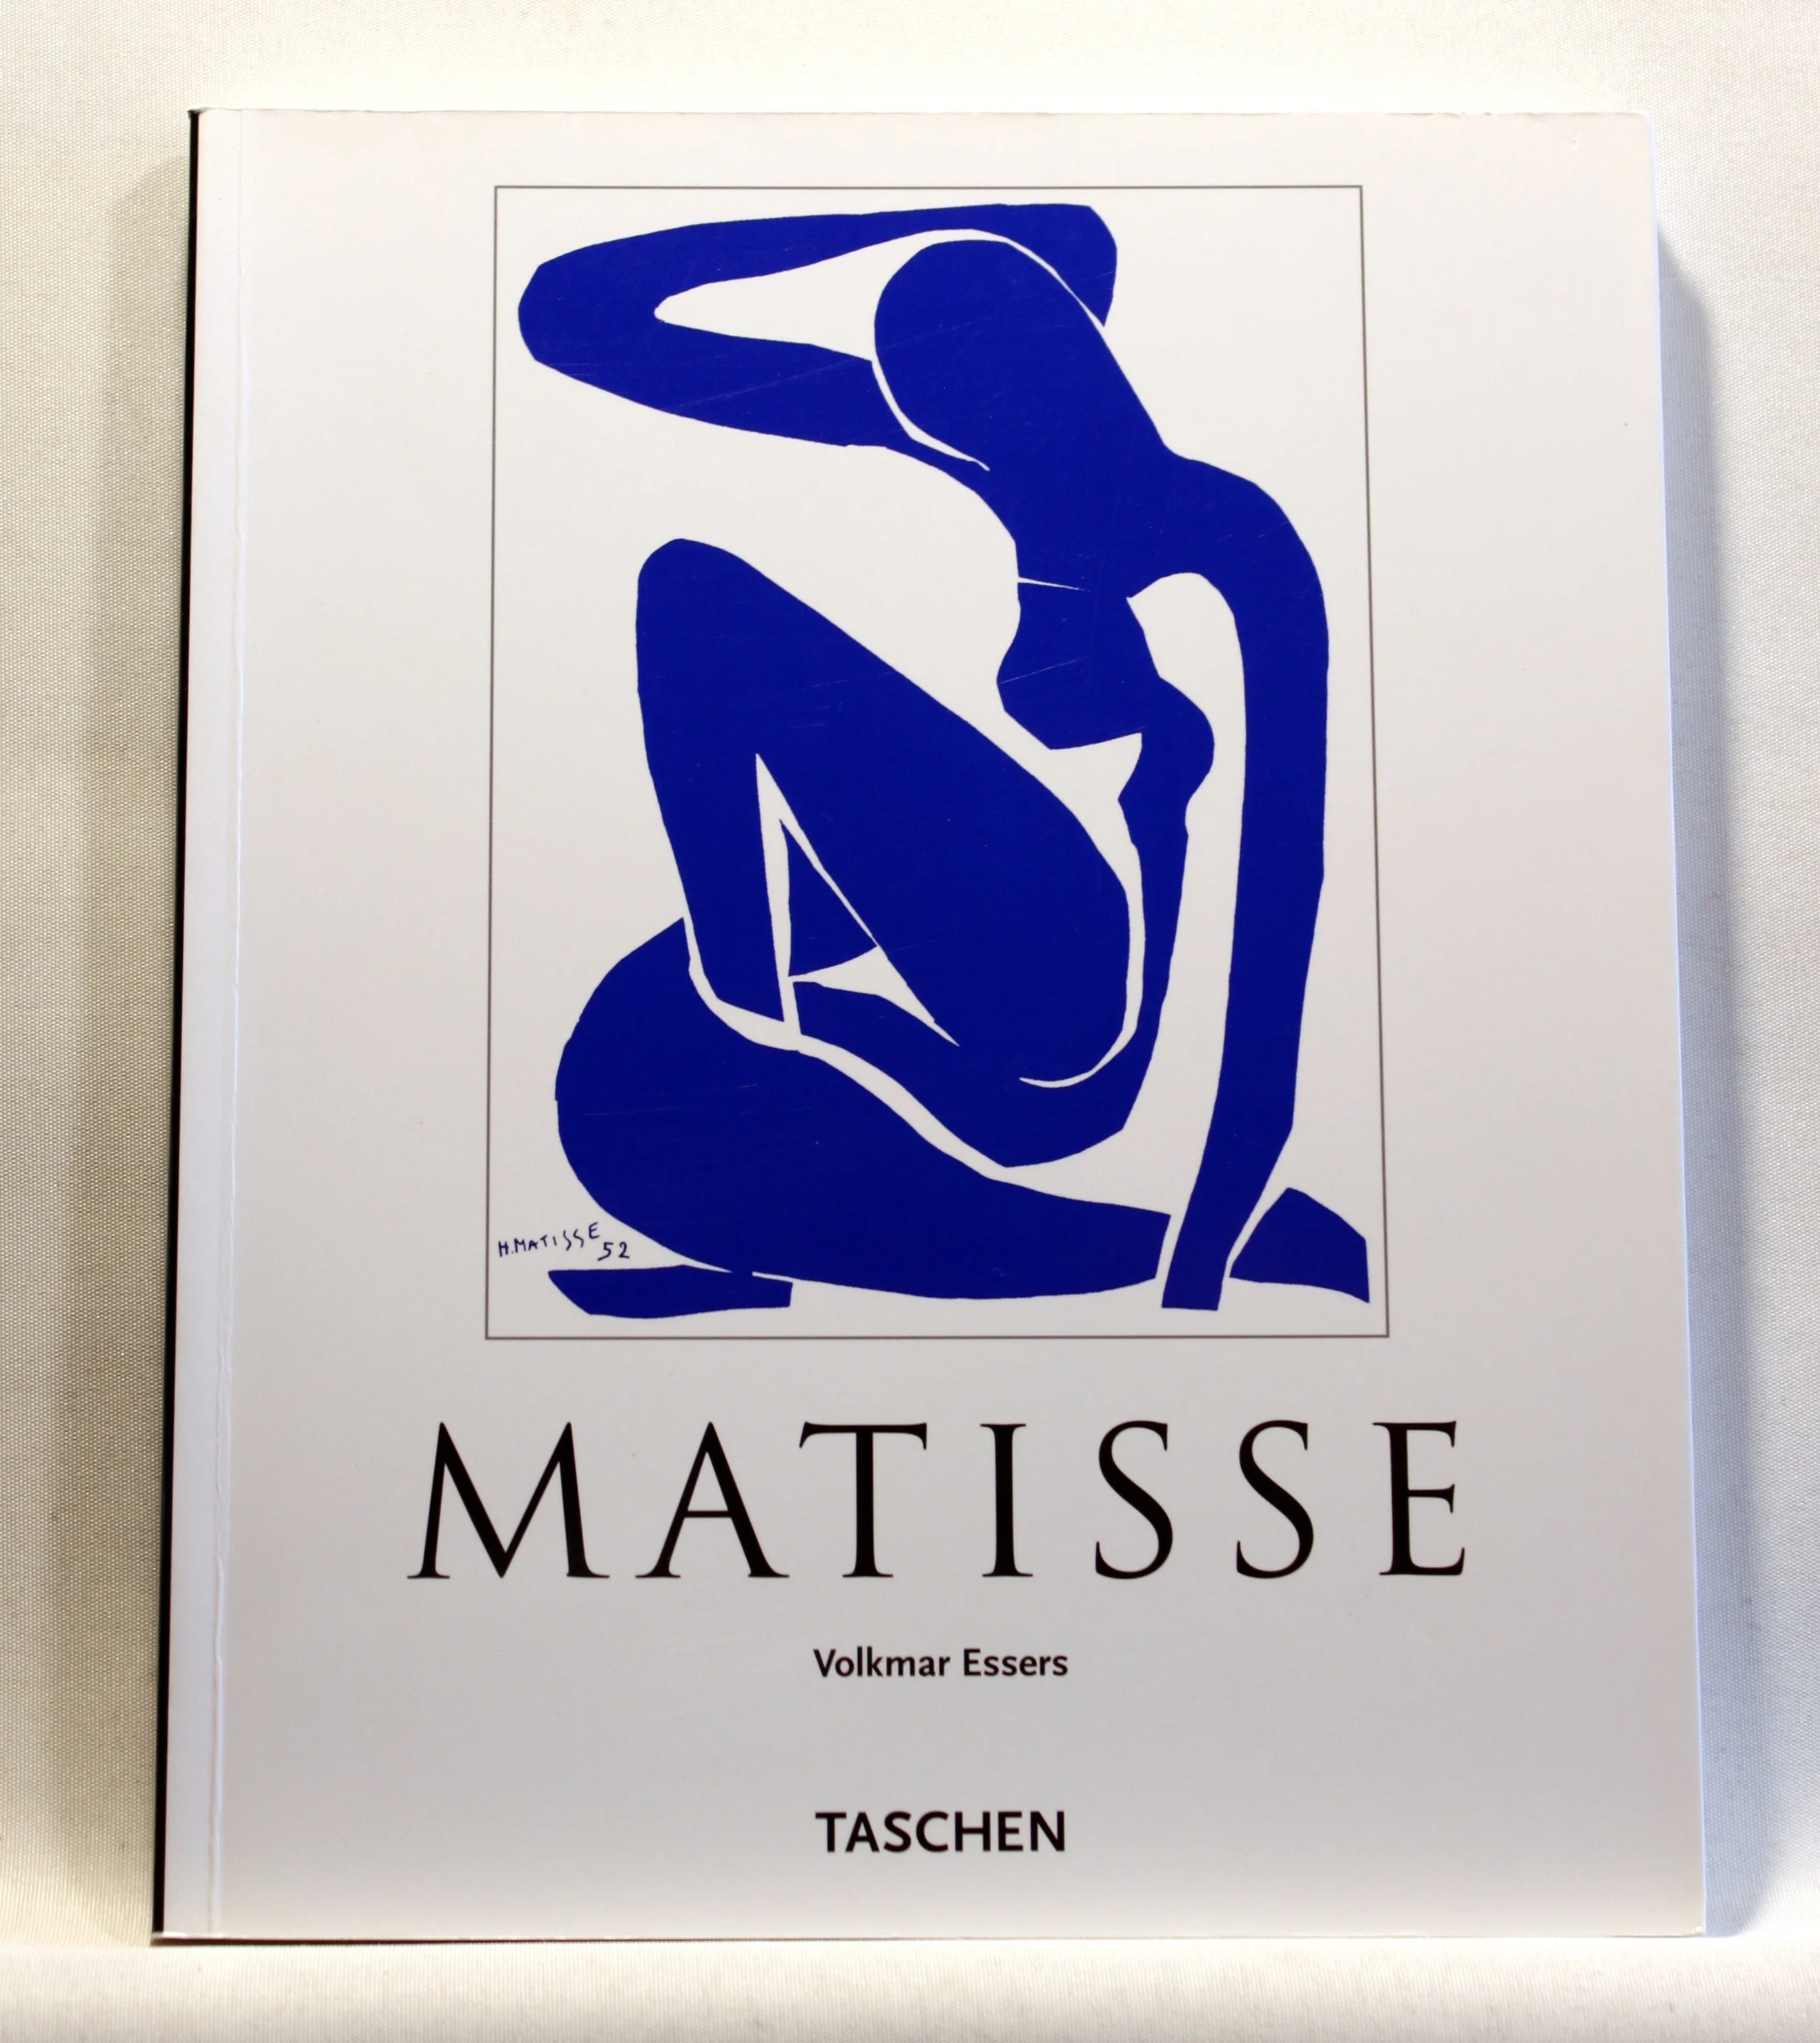 H.MATISSE
52
MATISSE
Volkmar Essers
TASCHEN